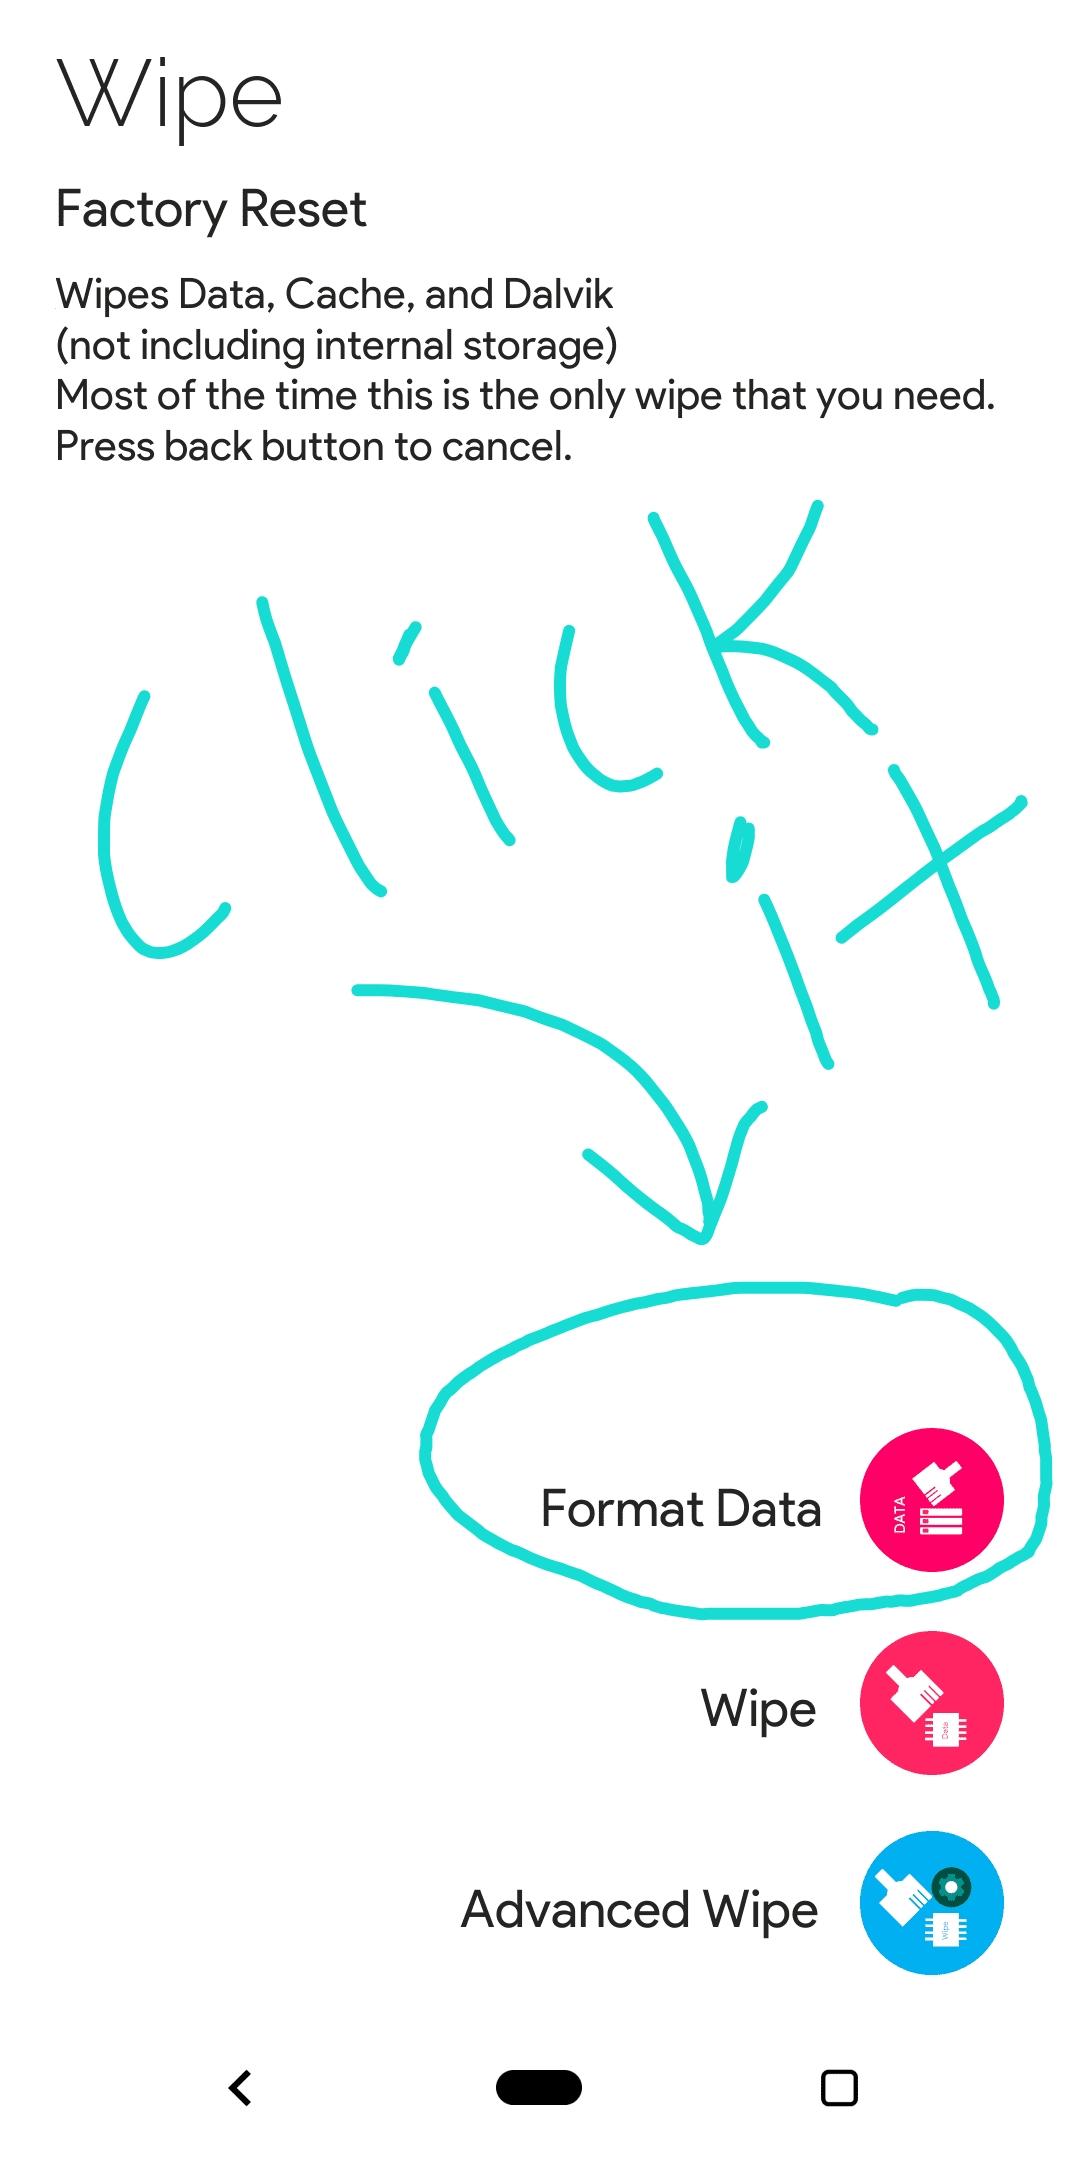 Wipe
Factory Reset
Wipes Data, Cache, and Dalvik
(not including internal storage)
Most of the time this is the only wipe that you need.
Press back button to cancel.
Click
it
Format Data
DATA
Wipe
Data
Advanced Wipe
Wipe